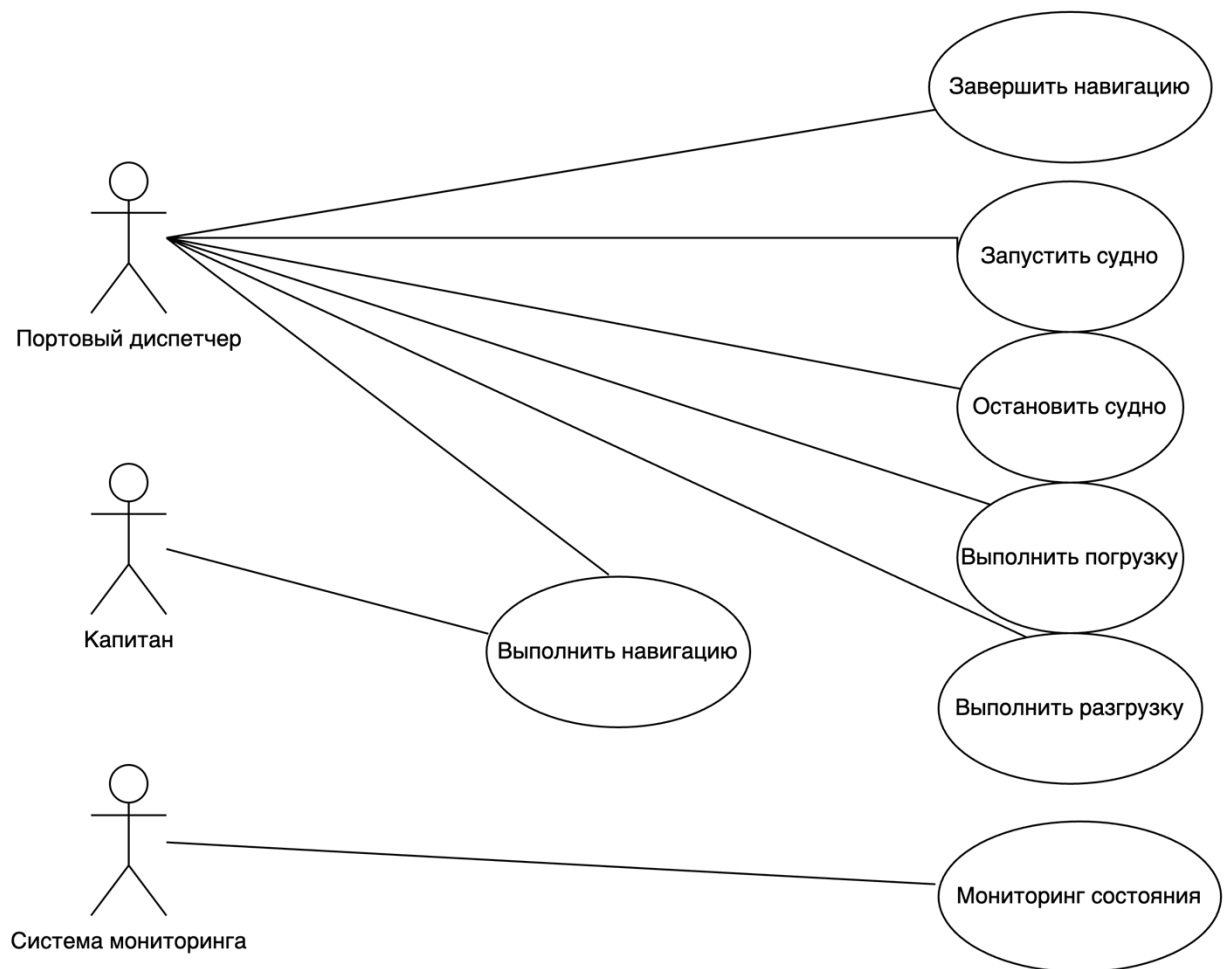 Завершить навигацию
Запустить судно
Портовый диспетчер
Остановить судно
Выполнить погрузку
Капитан
Выполнить навигацию
Выполнить разгрузку
Мониторинг состояния
Система мониторинга